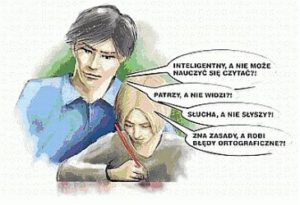 INTELIGENTNY, A NIE MOŻE
NAUCZYĆ SIĘ CZYTAĆ?!
PATRZY, A NIE WIDZI?!
SŁUCHA, A NIE SŁYSZY?!
ZNA ZASADY, A ROBI
BŁĘDY ORTOGRAFICZNE?!